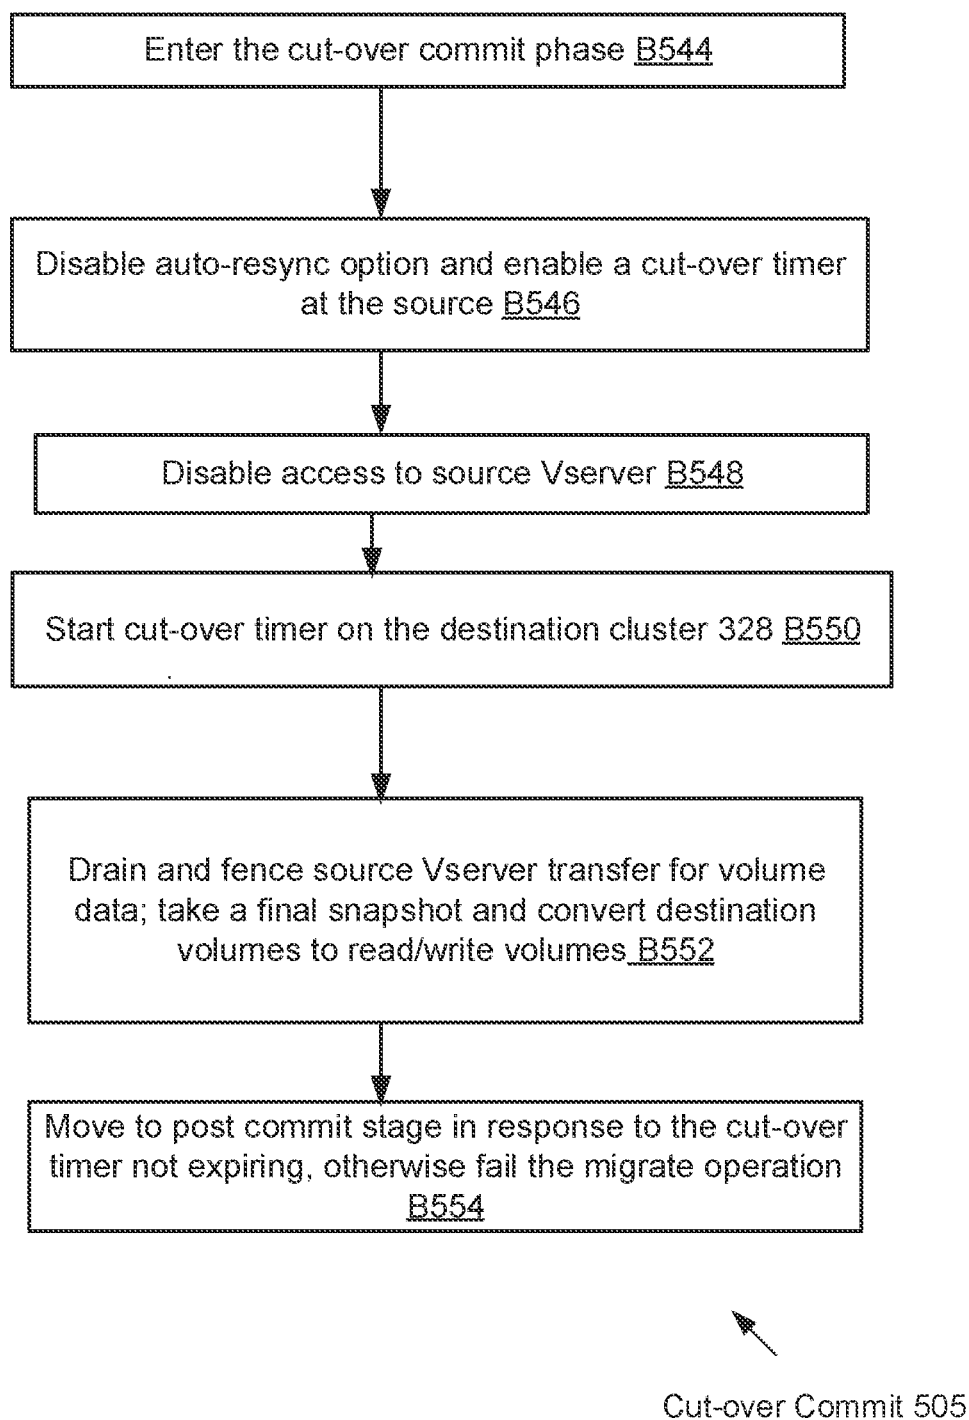 Enter the cut-over commit phase B544
Disable auto-resync option and enable a cut-over timer
at the source B546
Disable access to source Vserver B548
Start cut-over timer on the destination cluster 328 B550
Drain and fence source Vserver transfer for volume
data; take a final snapshot and convert destination
volumes to read/write volumes B552
Move to post commit stage in response to the cut-over
timer not expiring, otherwise fail the migrate operation
B554
Cut-over Commit 505